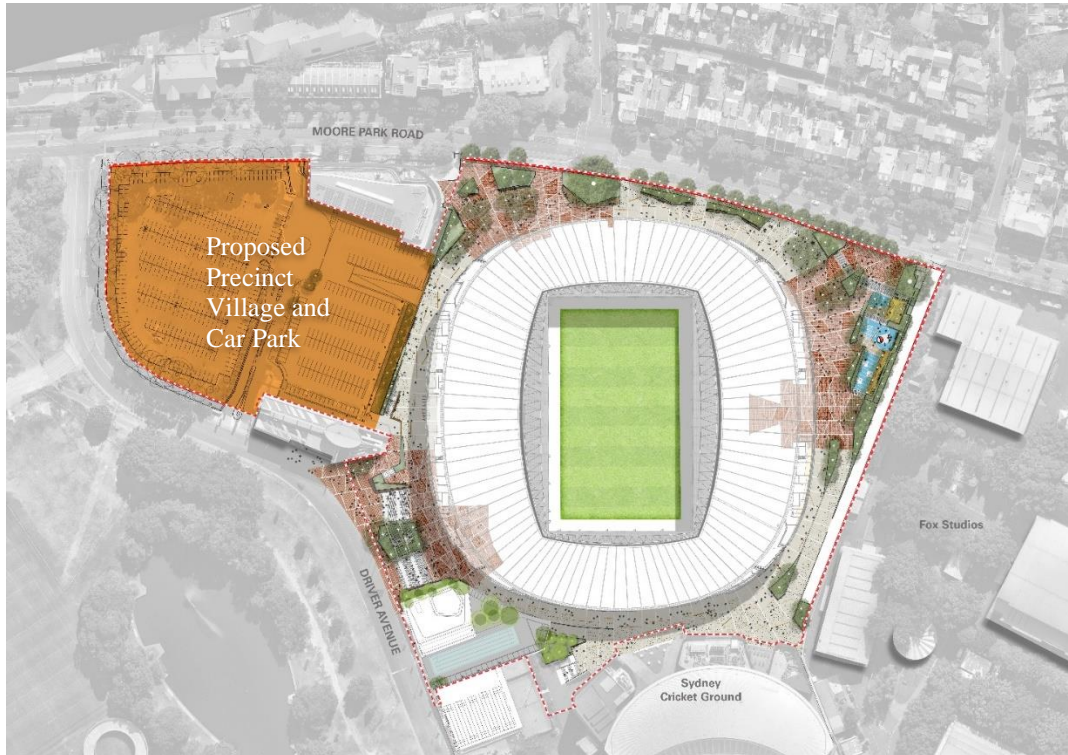 MOORE PARK ROAD
Proposed
Precinct
Village and
Car Park
Fox Studios
DRIVER AVENUE
Sydney
Cricket Ground